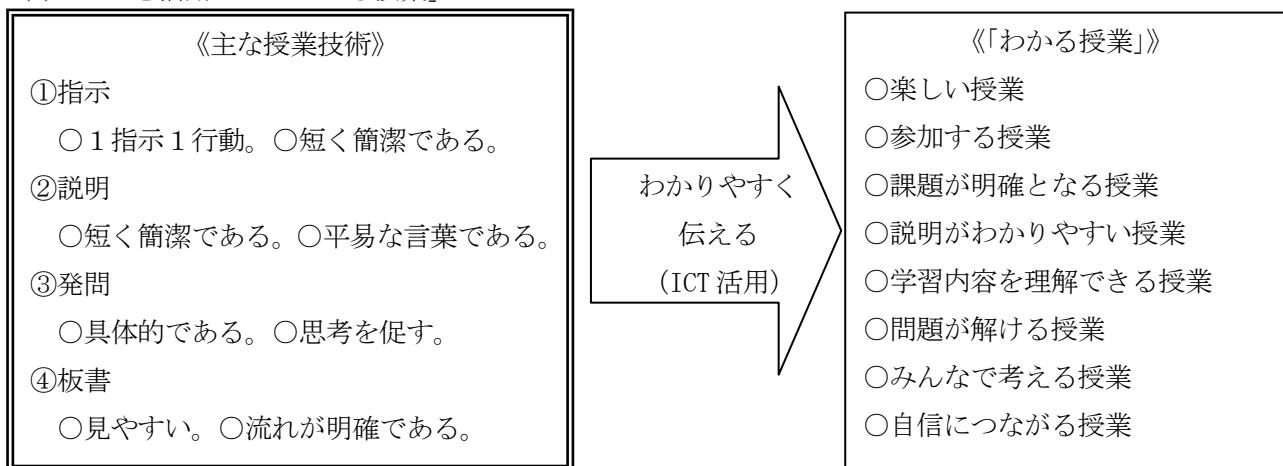 《主な授業技術》
①指示
○１指示１行動。○短く簡潔である。
②説明
○短く簡潔である。○平易な言葉である。
③発問
○具体的である。○思考を促す。
④板書
○見やすい。○流れが明確である。
わかりやすく
伝える
（ICT 活用）
《「わかる授業」》
○楽しい授業
○参加する授業
○課題が明確となる授業
○説明がわかりやすい授業
○学習内容を理解できる授業
○問題が解ける授業
○みんなで考える授業
○自信につながる授業